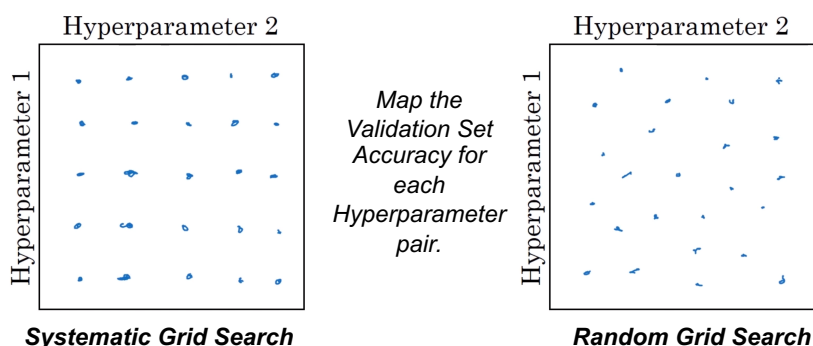 Hyperparameter 2
Hyperparameter 1
Systematic Grid Search
Map the
Validation Set
Accuracy for
each
Hyperparameter
pair.
Hyperparameter 2
Hyperparameter 1
Random Grid Search